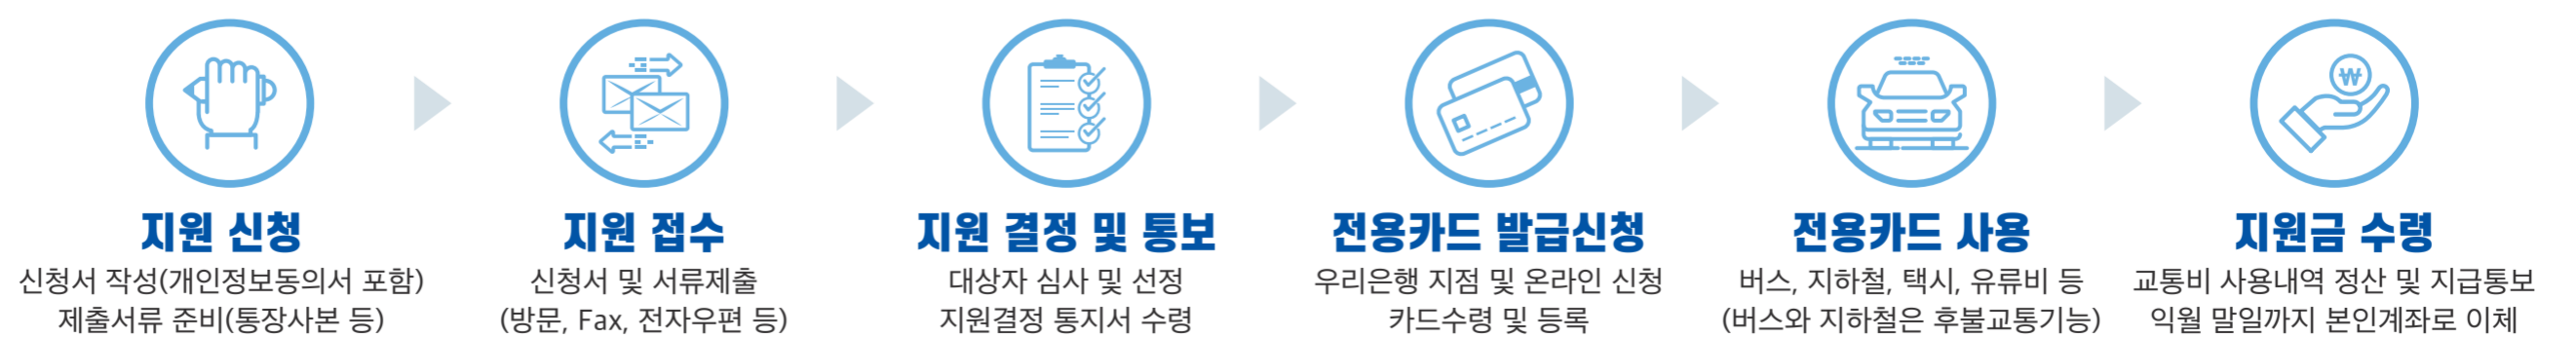 지원 신청
신청서 작성(개인정보동의서 포함)
제출서류 준비(통장사본 등)
지원 접수
신청서 및 서류제출
(방문, Fax, 전자우편 등)
지원 결정 및 통보
대상자 심사 및 선정
지원결정 통지서 수령
전용카드 발급신청
우리은행 지점 및 온라인 신청
카드수령 및 등록
전용카드 사용
버스, 지하철, 택시, 유류비 등
(버스와 지하철은 후불교통기능)
₩
지원금 수령
교통비 사용내역 정산 및 지급통보
익월 말일까지 본인계좌로 이체